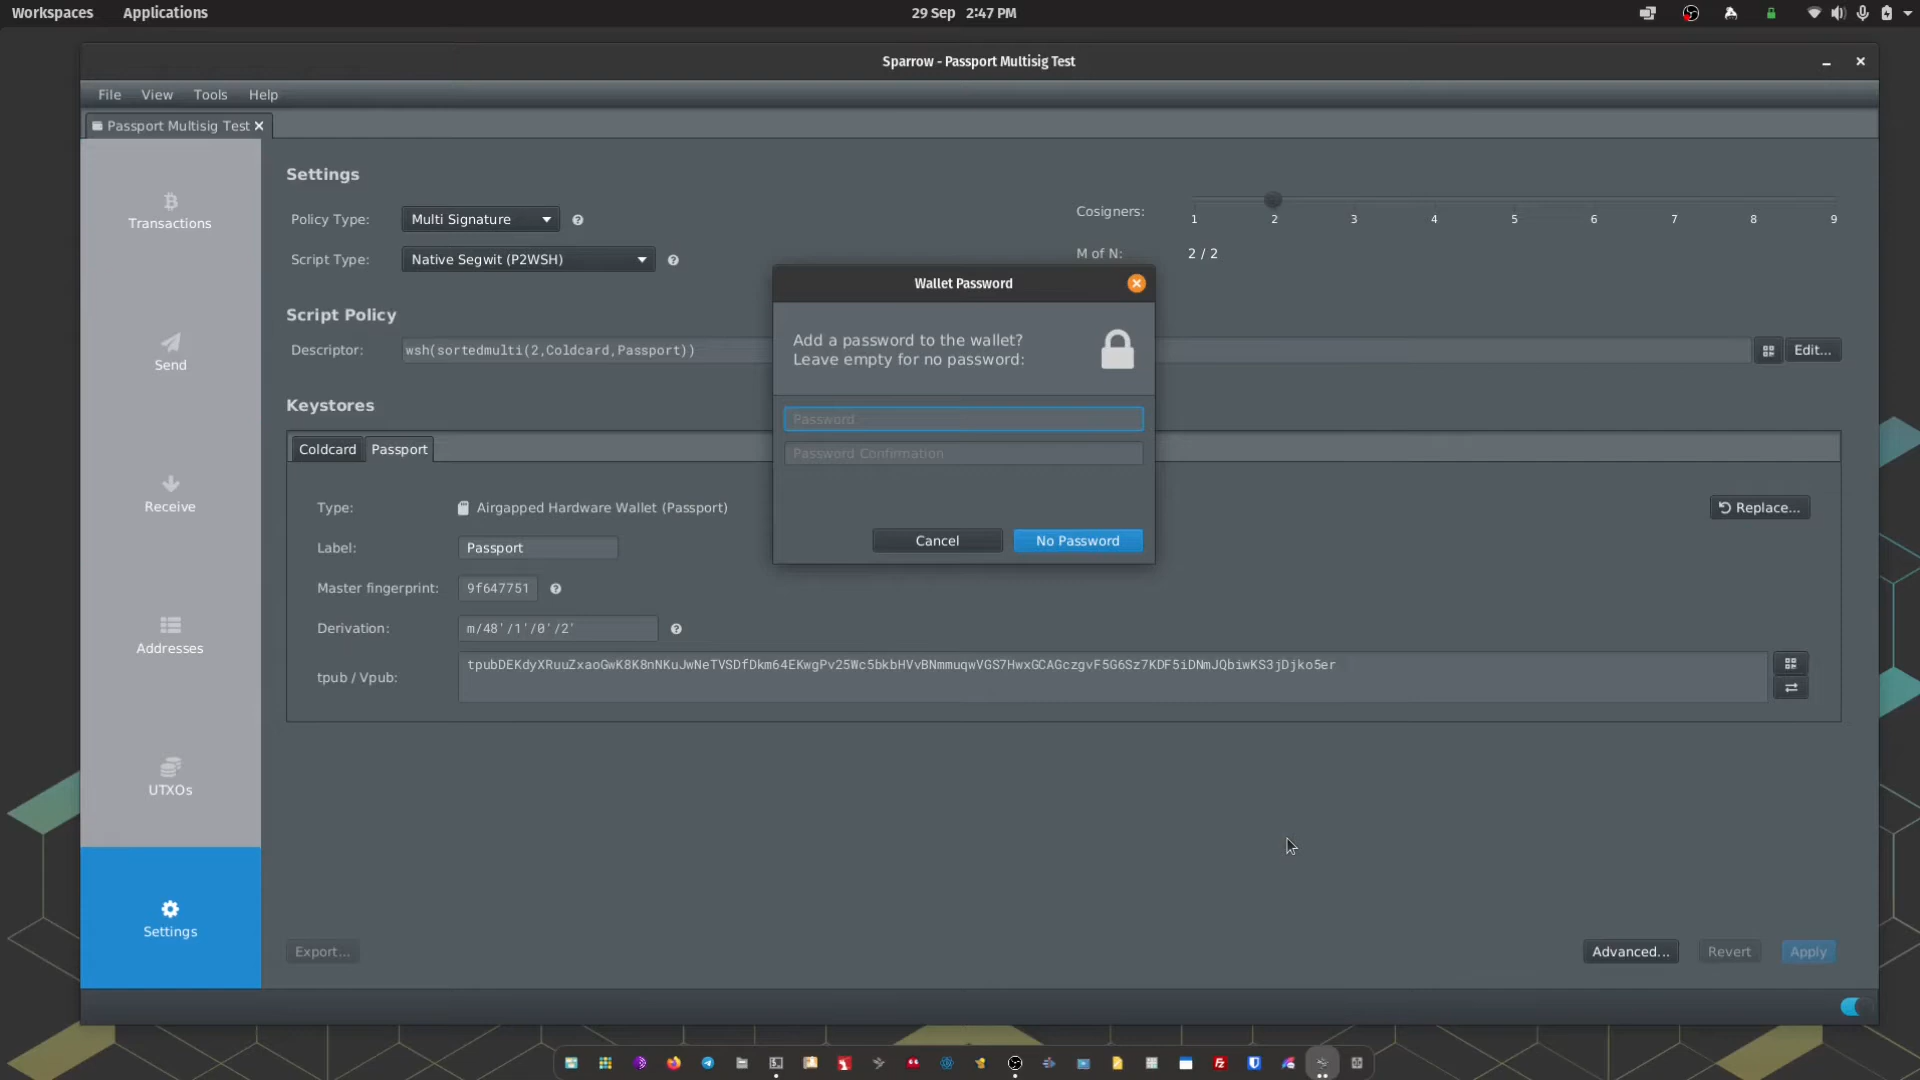 Workspaces Applications 29 Sep 2:47 PM
Sparrow - Passport Multisig Test
File View Tools Help
Passport Multisig Test
Transactions
Send
Receive
Addresses
UTXOs
Settings
Settings
Policy Type: Multi Signature
Script Type: Native Segwit (P2WSH)
Cosigners: 1 2 3 4 5 6 7 8 9
M of N: 2 / 2
Script Policy
Descriptor: wsh(sortedmulti(2,Coldcard,Passport)) Edit...
Keystores
Coldcard Passport
Type: Airgapped Hardware Wallet (Passport) Replace...
Label: Passport
Master fingerprint: 9f647751
Derivation: m/48'/1'/0'/2'
tpub / Vpub: tpubDEKdyXRuuZxaoGwK8K8nNKuJwNeTVSDfDkm64EKwgPv25Wc5bkbHVvBNmmuqwVGS7HwxGCAGczgvF5G6Sz7KDF5iDNmJQbiwKS3jDjko5er
Export... Advanced... Revert Apply
Wallet Password
Add a password to the wallet?
Leave empty for no password:
Password
Password Confirmation
Cancel No Password